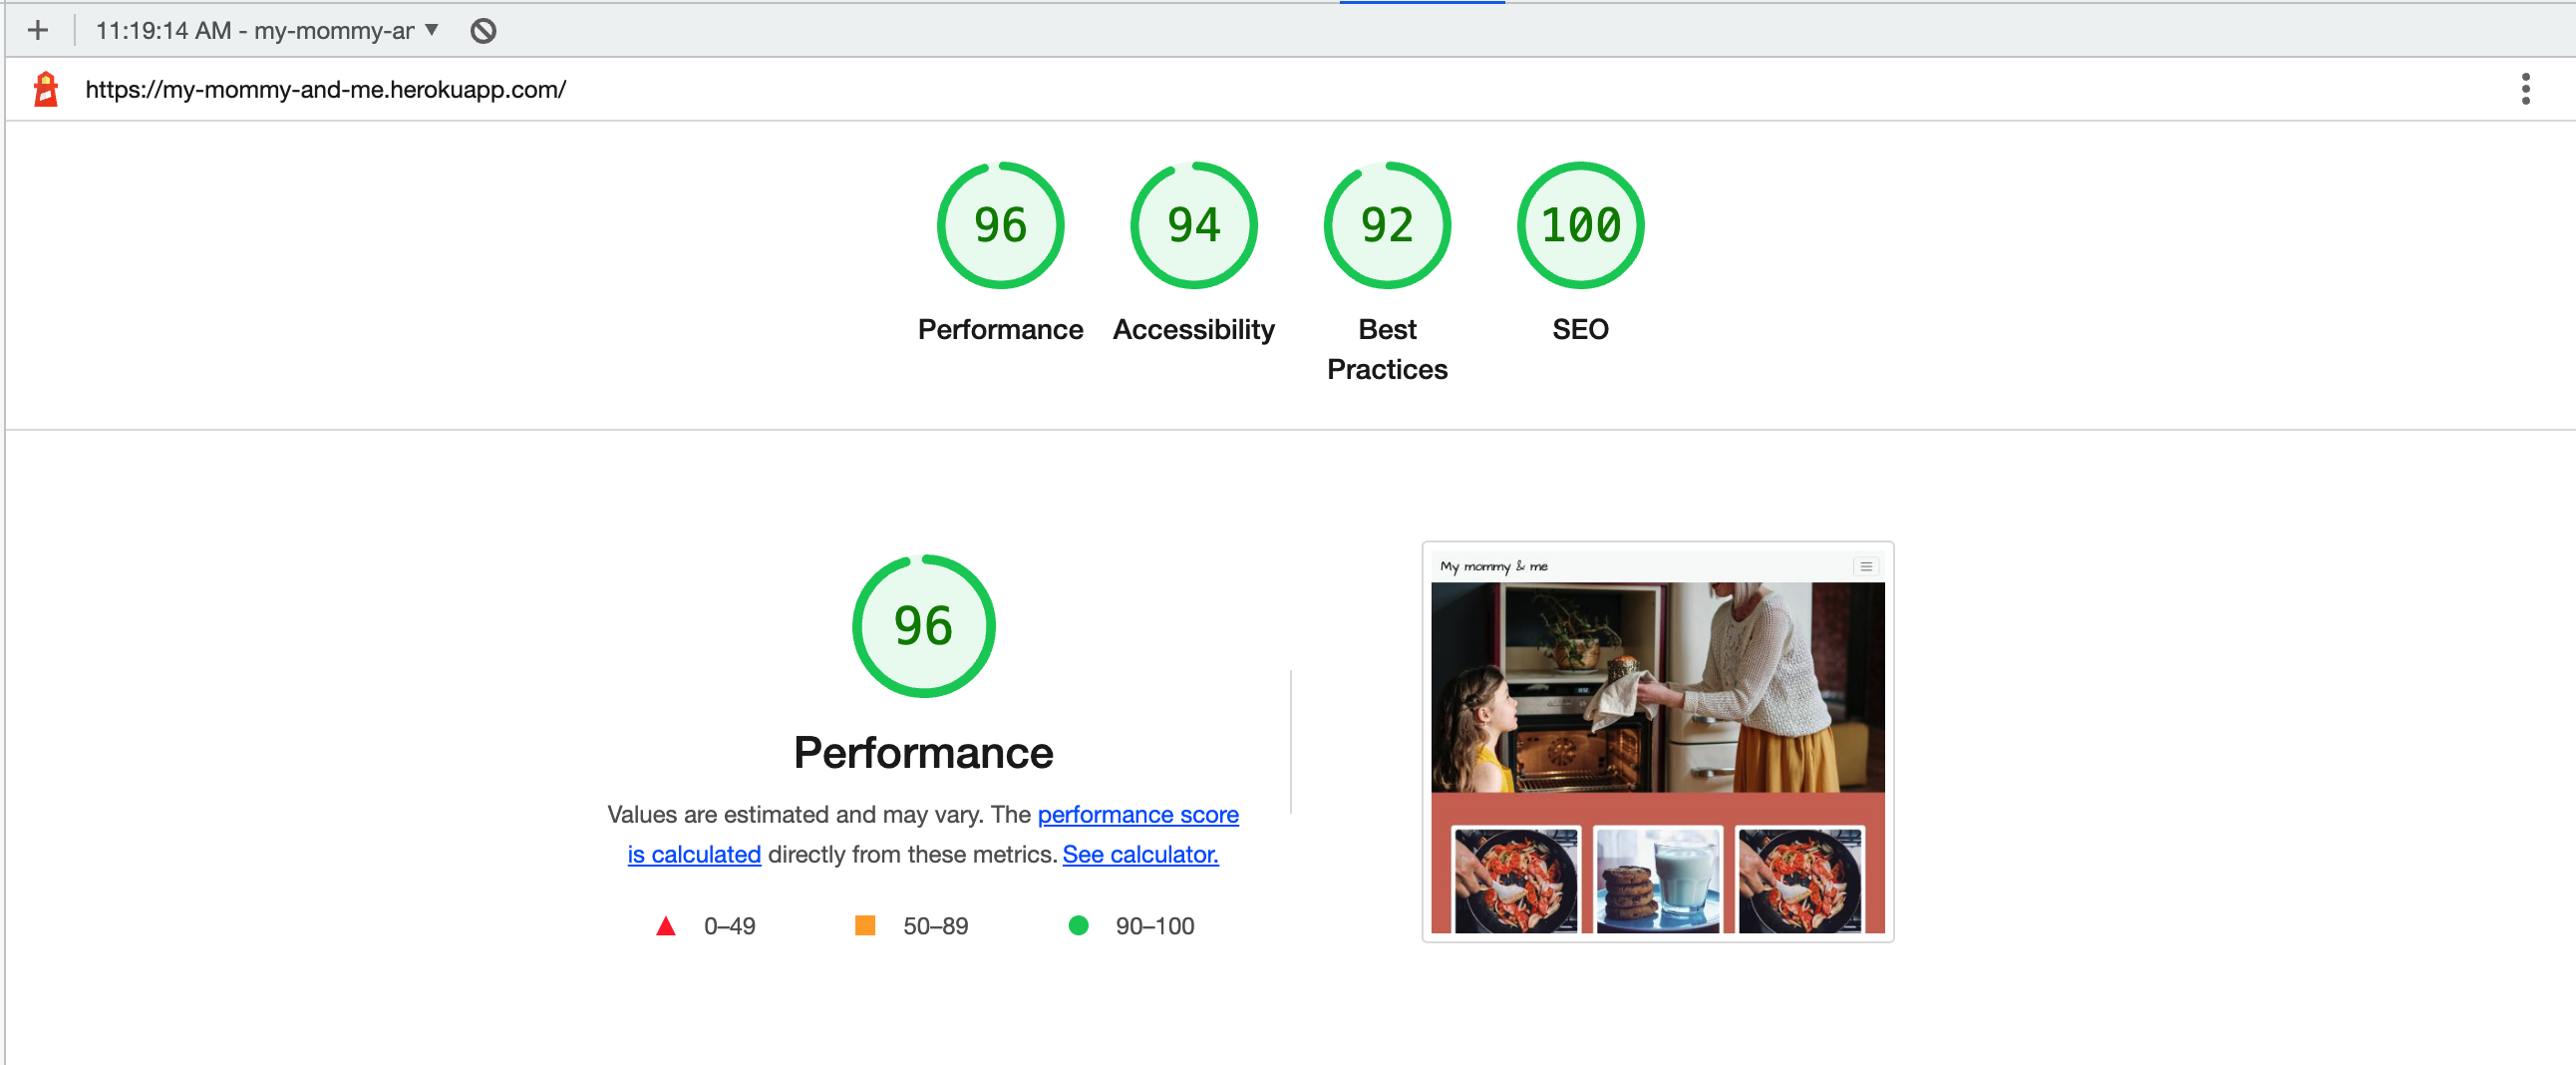 11:19:14 AM - my-mommy-ar
https://my-mommy-and-me.herokuapp.com/
96 94 92 100
Performance Accessibility Best Practices SEO
96
Performance
Values are estimated and may vary. The performance score
is calculated directly from these metrics. See calculator.
0–49 50–89 90–100
My mommy & me